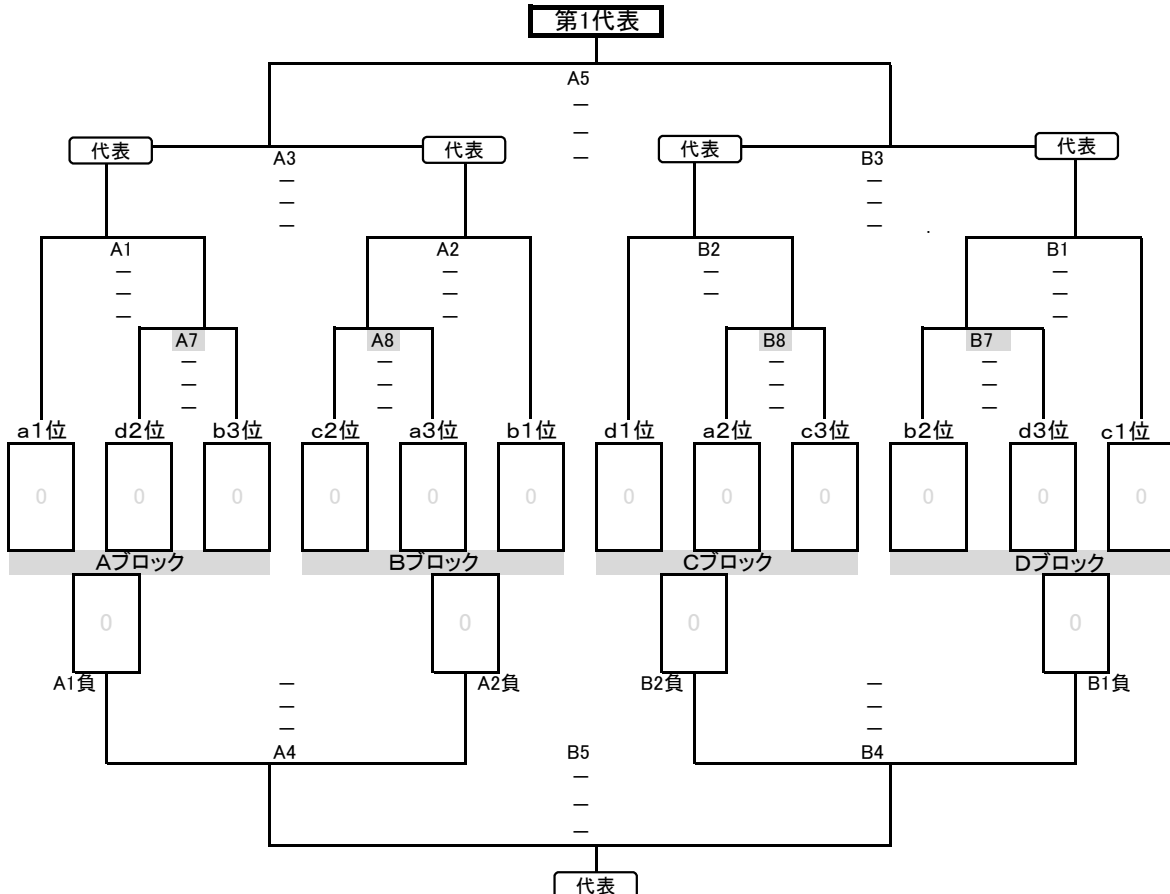 第1代表
A5
—
—
—
代表 代表 代表 代表
A3 B3
— —
— —
— —
.
A1 A2 B2 B1
— — — —
— — — —
— — —
A7 A8 B8 B7
— — — —
— — — —
— — — —
a1位 d2位 b3位 c2位 a3位 b1位 d1位 a2位 c3位 b2位 d3位 c1位
0 0 0 0 0 0 0 0 0 0 0 0
Aブロック Bブロック Cブロック Dブロック
0 0 0 0
A1負 A2負 B2負 B1負
— —
— —
— —
A4 B5 B4
—
—
—
代表